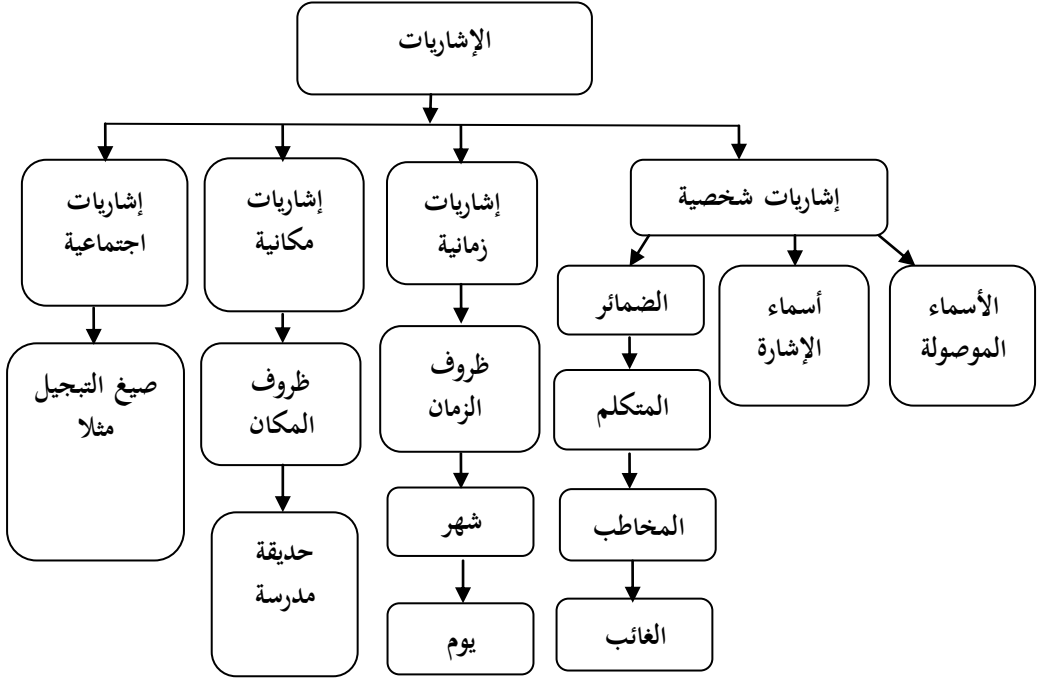 الإشاريات
إشاريات شخصية
إشاريات
زمانية
إشاريات
مكانية
إشاريات
اجتماعية
الأسماء
الموصولة
أسماء
الإشارة
الضمائر
المتكلم
المخاطب
الغائب
ظروف
الزمان
شهر
يوم
ظروف
المكان
حديقة
مدرسة
صيغ التبجيل
مثلا